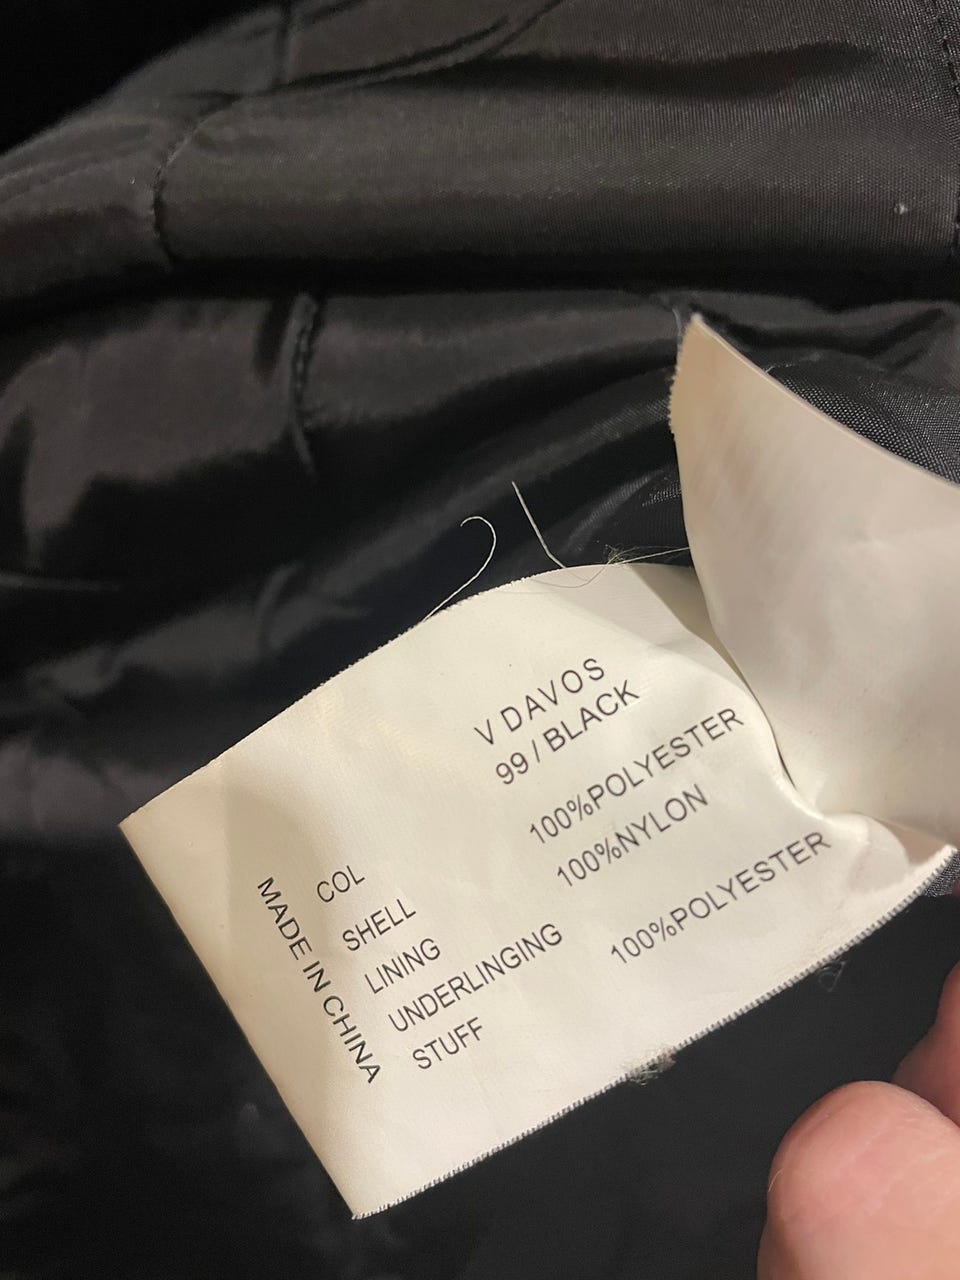 V DAVOS
COL 99 / BLACK
SHELL 100%POLYESTER
LINING 100%NYLON
UNDERLINGING
STUFF 100%POLYESTER
MADE IN CHINA